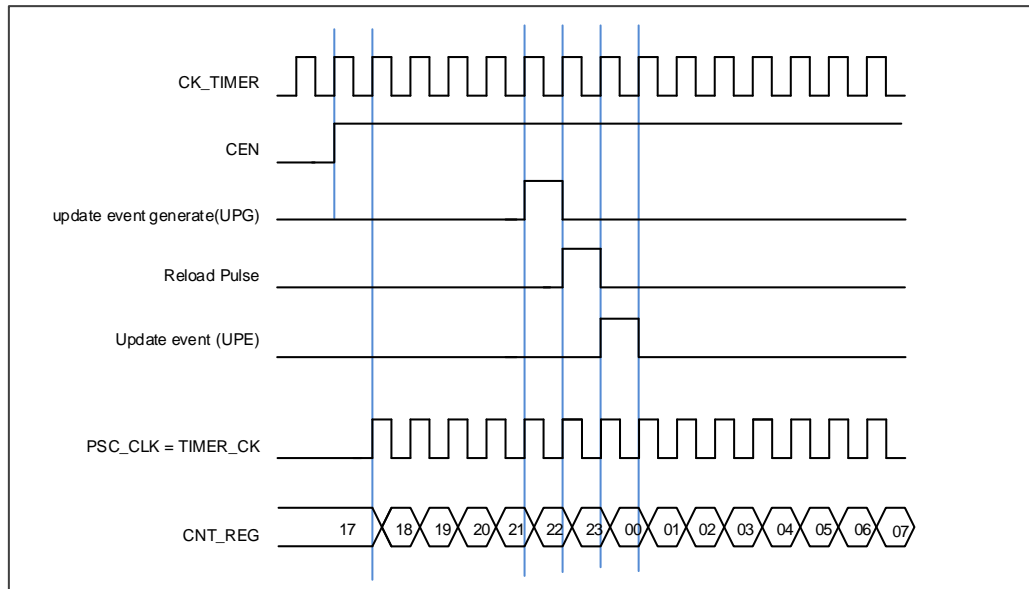 CK_TIMER
CEN
update event generate(UPG)
Reload Pulse
Update event (UPE)
PSC_CLK = TIMER_CK
CNT_REG 17 18 19 20 21 22 23 00 01 02 03 04 05 06 07